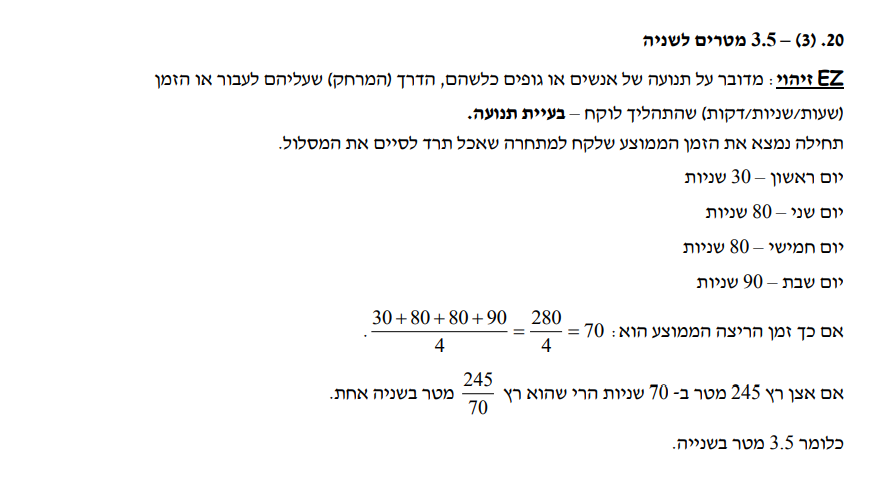 20. (3) – 3.5 מטרים לשניה
EZ זיהוי: מדובר על תנועה של אנשים או גופים כלשהם, הדרך (המרחק) שעליהם לעבור או הזמן
(שעות/שניות/דקות) שהתהליך לוקח – בעיית תנועה.
תחילה נמצא את הזמן הממוצע שלקח למתחרה שאכל תרד לסיים את המסלול.
יום ראשון – 30 שניות
יום שני – 80 שניות
יום חמישי – 80 שניות
יום שבת – 90 שניות
אם כך זמן הריצה הממוצע הוא: (30+80+80+90)/4 = 280/4 = 70.
אם אצן רץ 245 מטר ב- 70 שניות הרי שהוא רץ 245/70 מטר בשניה אחת.
כלומר 3.5 מטר בשנייה.